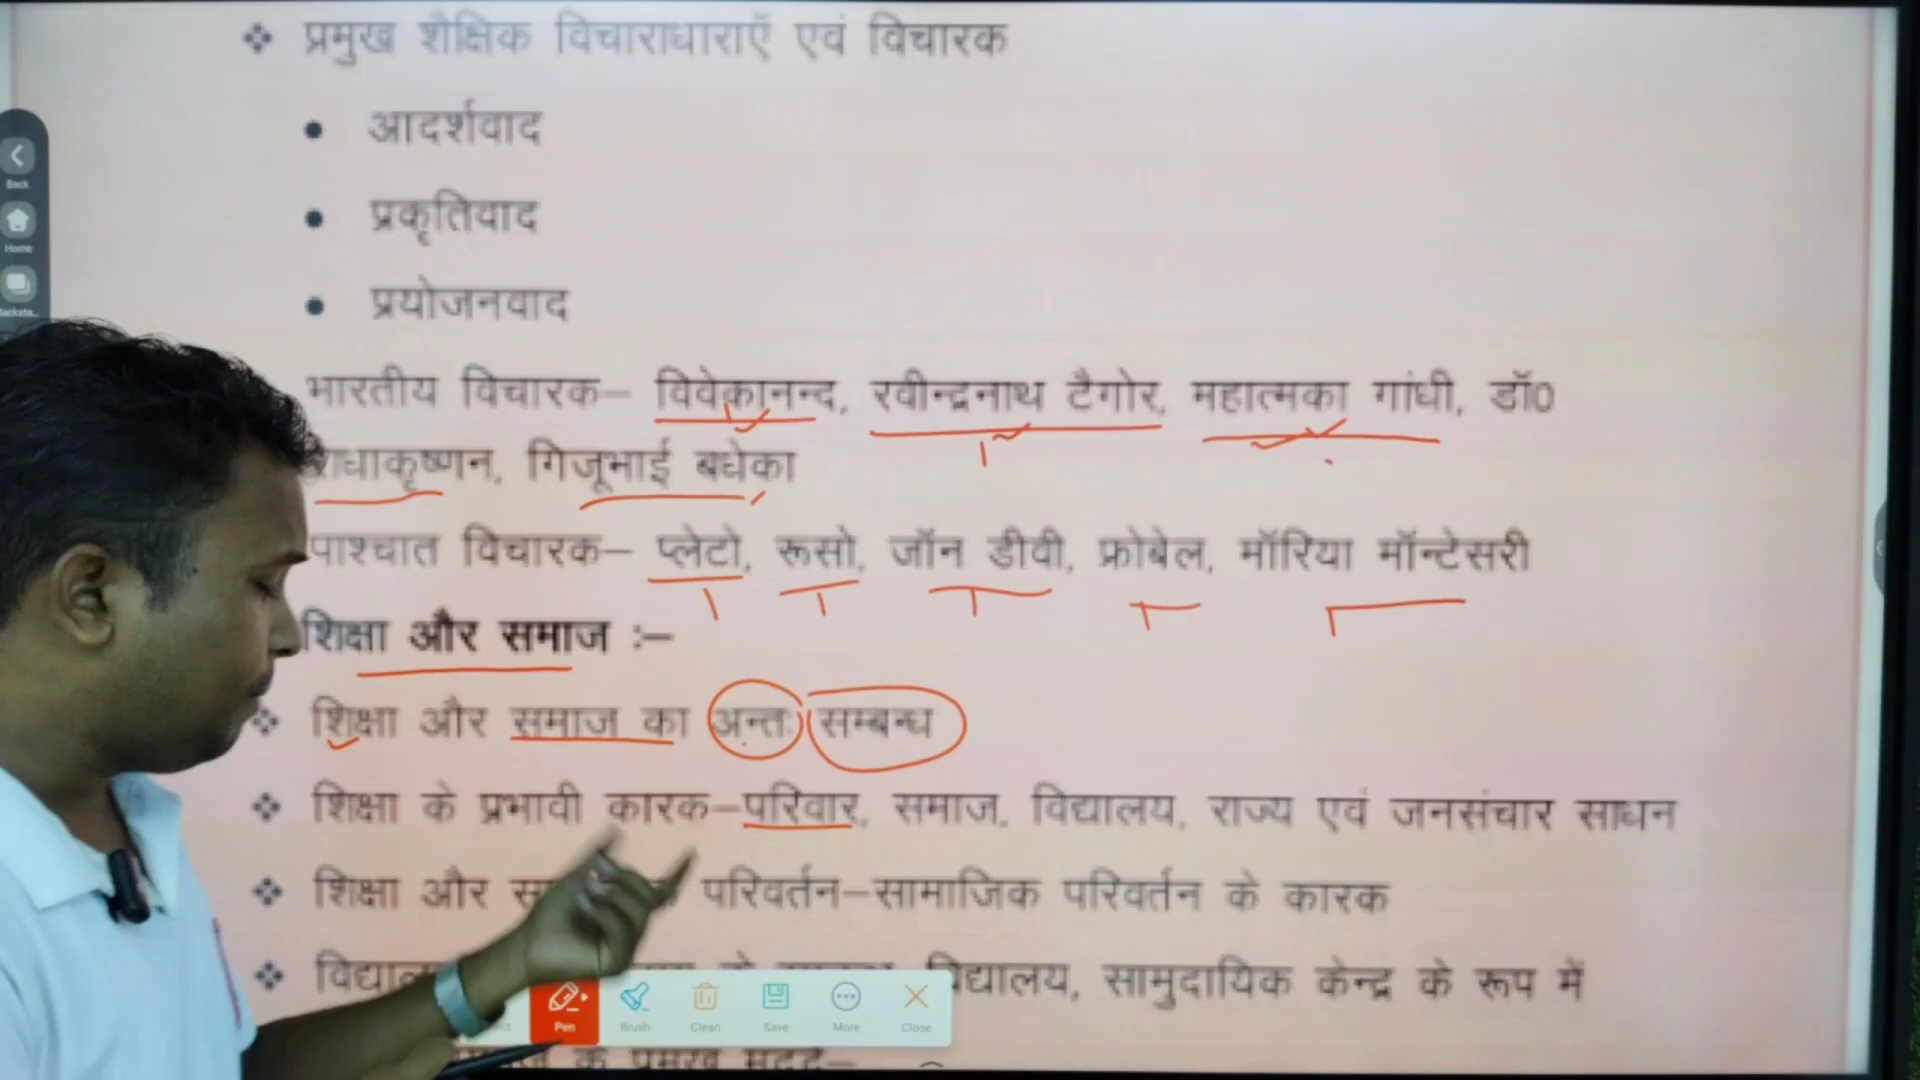 ❖ प्रमुख शैक्षिक विचाराधाराएँ एवं विचारक
• आदर्शवाद
• प्रकृतिवाद
• प्रयोजनवाद
भारतीय विचारक– विवेकानन्द, रवीन्द्रनाथ टैगोर, महात्मका गांधी, डॉ0
राधाकृष्णन, गिजूभाई बधेका
पाश्चात विचारक– प्लेटो, रूसो, जॉन डीवी, फ्रोबेल, मॉरिया मॉन्टेसरी
शिक्षा और समाज :–
❖ शिक्षा और समाज का अन्तः सम्बन्ध
❖ शिक्षा के प्रभावी कारक–परिवार, समाज, विद्यालय, राज्य एवं जनसंचार साधन
❖ शिक्षा और परिवर्तन–सामाजिक परिवर्तन के कारक
❖ विद्यालय, सामुदायिक केन्द्र के रूप में
के प्रमुख मुद्दे–
Back
Home
Pen
Brush
Clean
Save
More
Close